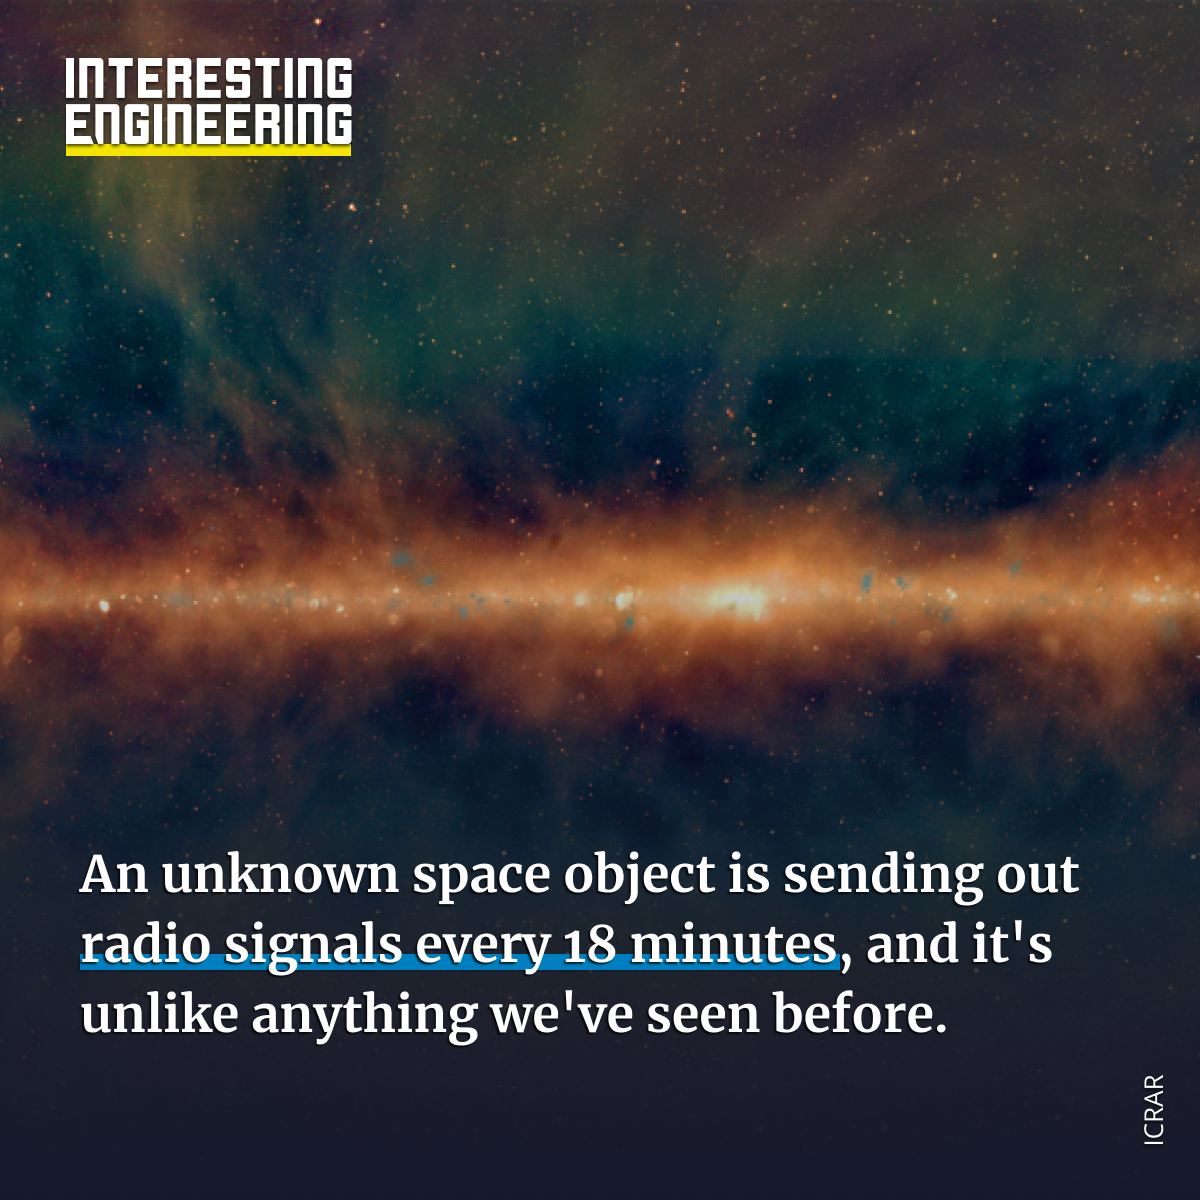 INTERESTING
ENGINEERING
An unknown space object is sending out
radio signals every 18 minutes, and it's
unlike anything we've seen before.
ICRAR